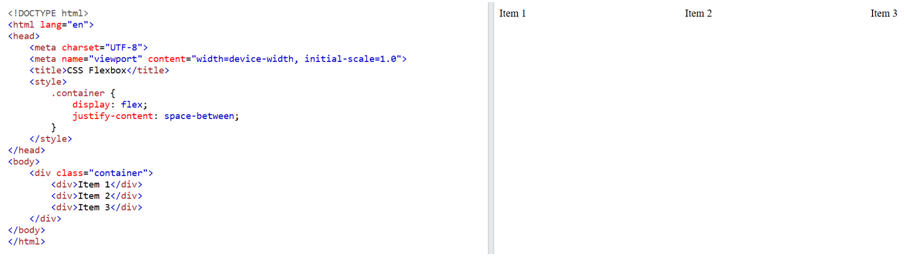 <!DOCTYPE html>
<html lang="en">
<head>
    <meta charset="UTF-8">
    <meta name="viewport" content="width=device-width, initial-scale=1.0">
    <title>CSS Flexbox</title>
    <style>
        .container {
            display: flex;
            justify-content: space-between;
        }
    </style>
</head>
<body>
    <div class="container">
        <div>Item 1</div>
        <div>Item 2</div>
        <div>Item 3</div>
    </div>
</body>
</html>
Item 1 Item 2 Item 3